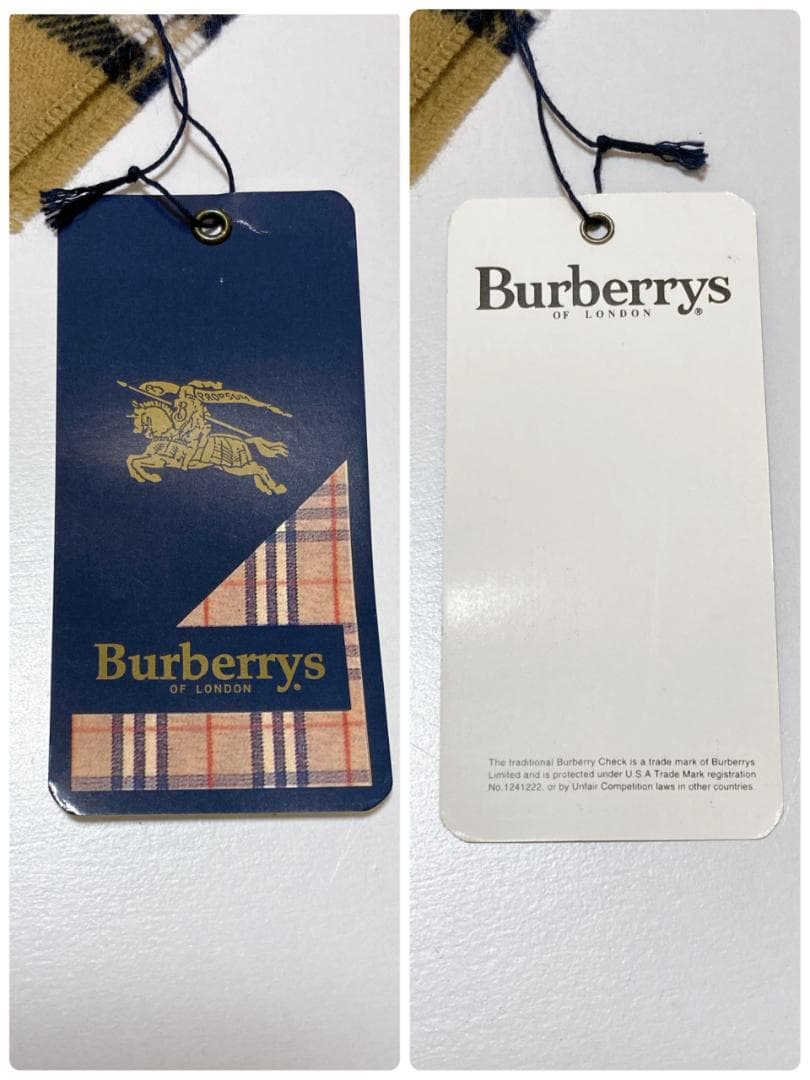 PRORSUM
Burberrys
OF LONDON ®
Burberrys
OF LONDON ®
The traditional Burberry Check is a trade mark of Burberrys
Limited and is protected under U.S.A Trade Mark registration
No.1241222, or by Unfair Competition laws in other countries.